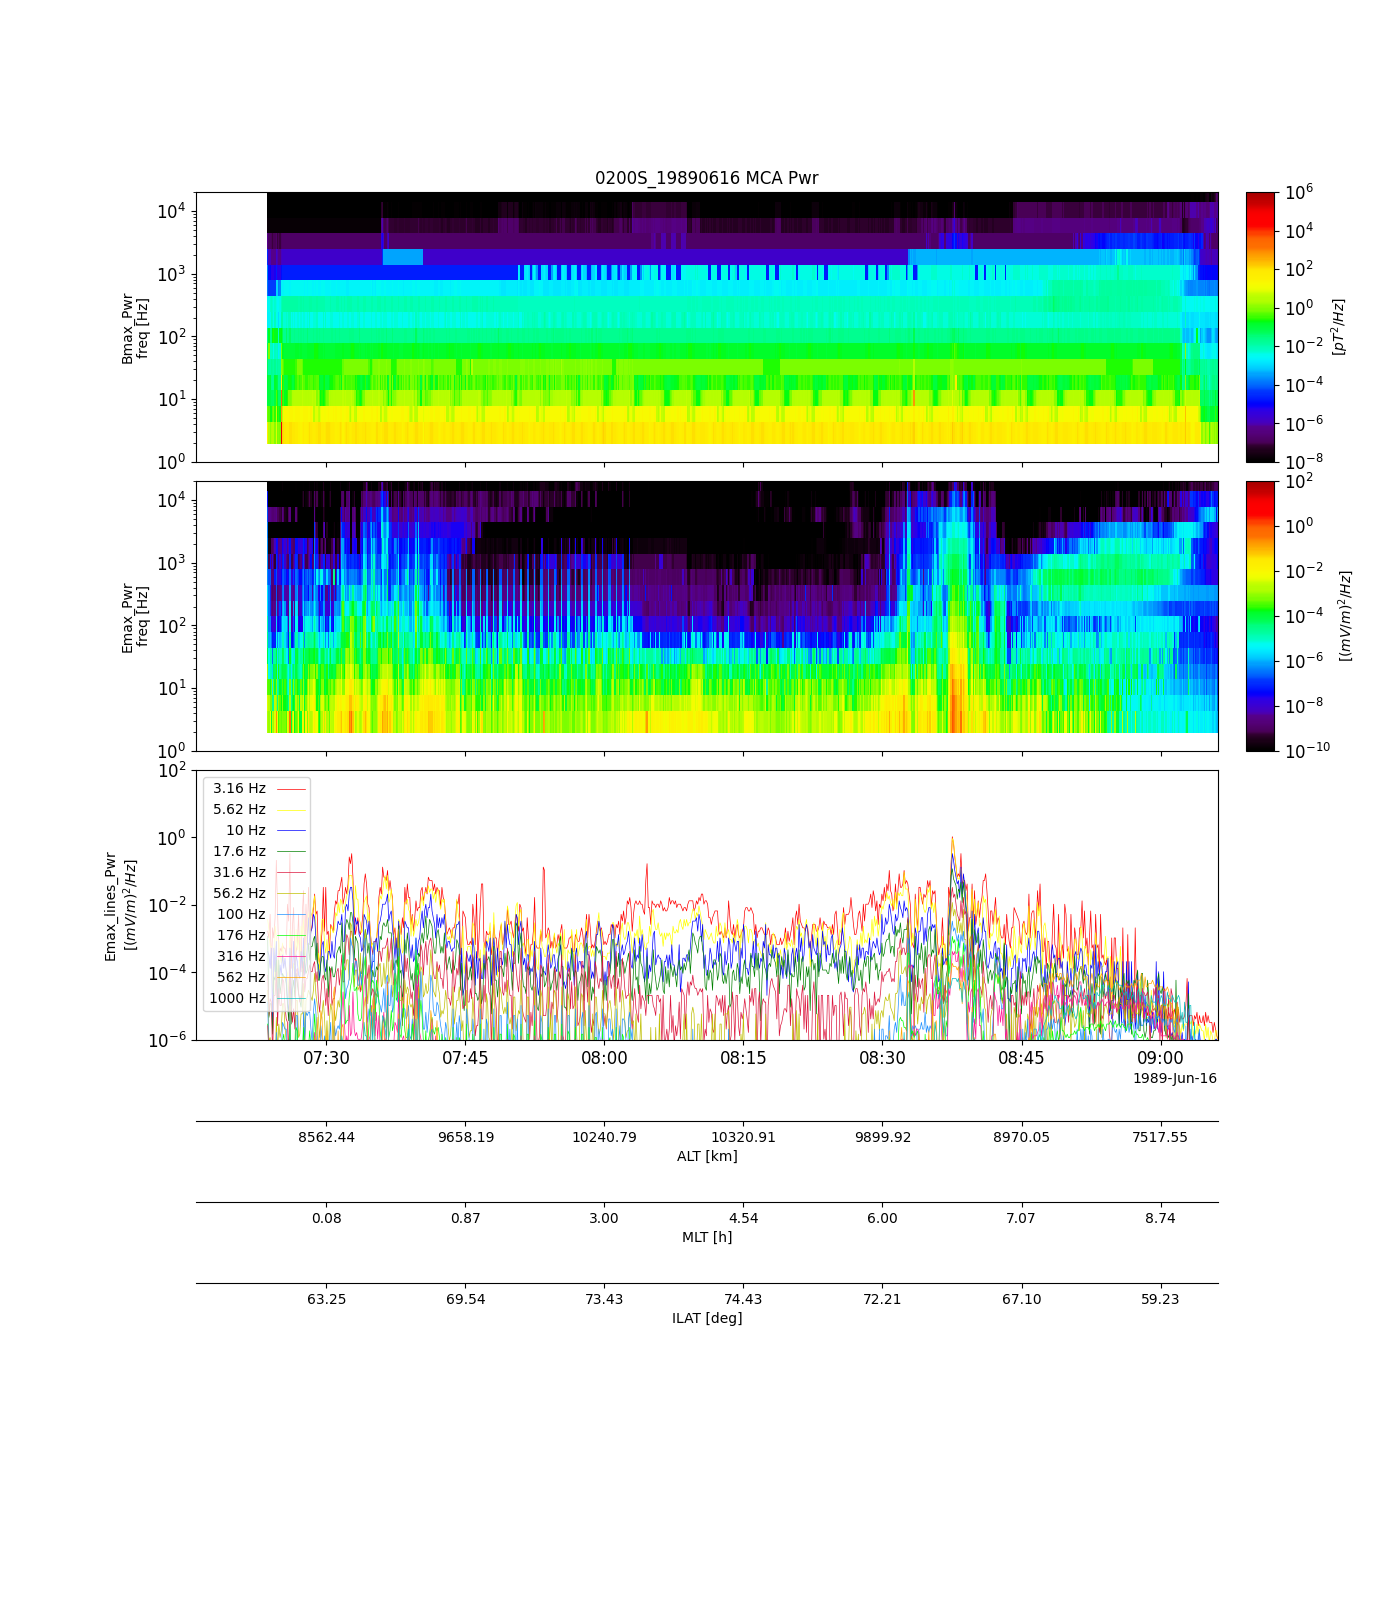 0200S_19890616 MCA Pwr
10^4
10^3
10^2
10^1
10^0
Bmax_Pwr
freq [Hz]
10^6
10^4
10^2
10^0
10^-2
10^-4
10^-6
10^-8
[pT^2/Hz]
10^4
10^3
10^2
10^1
10^0
Emax_Pwr
freq [Hz]
10^2
10^0
10^-2
10^-4
10^-6
10^-8
10^-10
[(mV/m)^2/Hz]
10^2
10^0
10^-2
10^-4
10^-6
Emax_lines_Pwr
[(mV/m)^2/Hz]
3.16 Hz
5.62 Hz
10 Hz
17.6 Hz
31.6 Hz
56.2 Hz
100 Hz
176 Hz
316 Hz
562 Hz
1000 Hz
07:30 07:45 08:00 08:15 08:30 08:45 09:00
1989-Jun-16
8562.44 9658.19 10240.79 10320.91 9899.92 8970.05 7517.55
ALT [km]
0.08 0.87 3.00 4.54 6.00 7.07 8.74
MLT [h]
63.25 69.54 73.43 74.43 72.21 67.10 59.23
ILAT [deg]